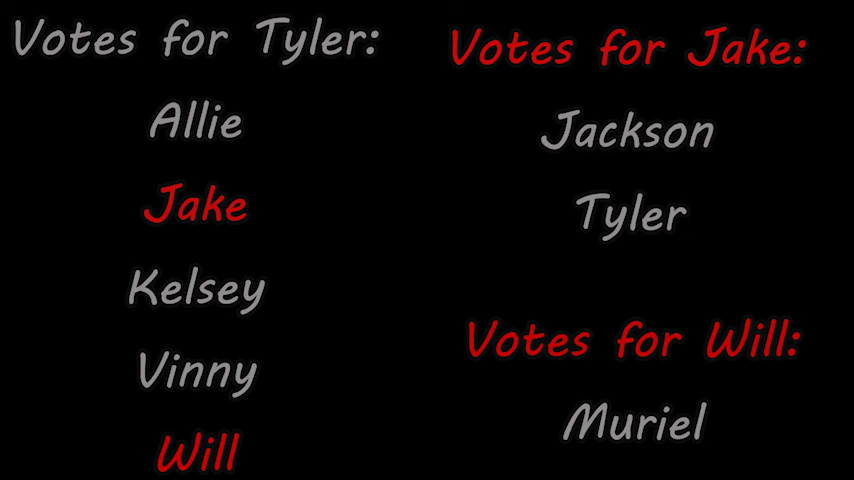 Votes for Tyler:
Allie
Jake
Kelsey
Vinny
Will
Votes for Jake:
Jackson
Tyler
Votes for Will:
Muriel